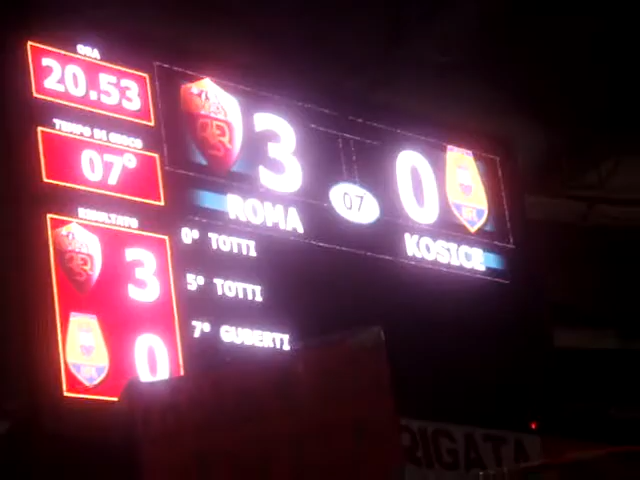 ORA
20.53
TEMPO DI GIOCO
07°
RISULTATO
3
0
3
0
07
ROMA
KOSICE
0° TOTTI
5° TOTTI
7° GUBERTI
RIGATA